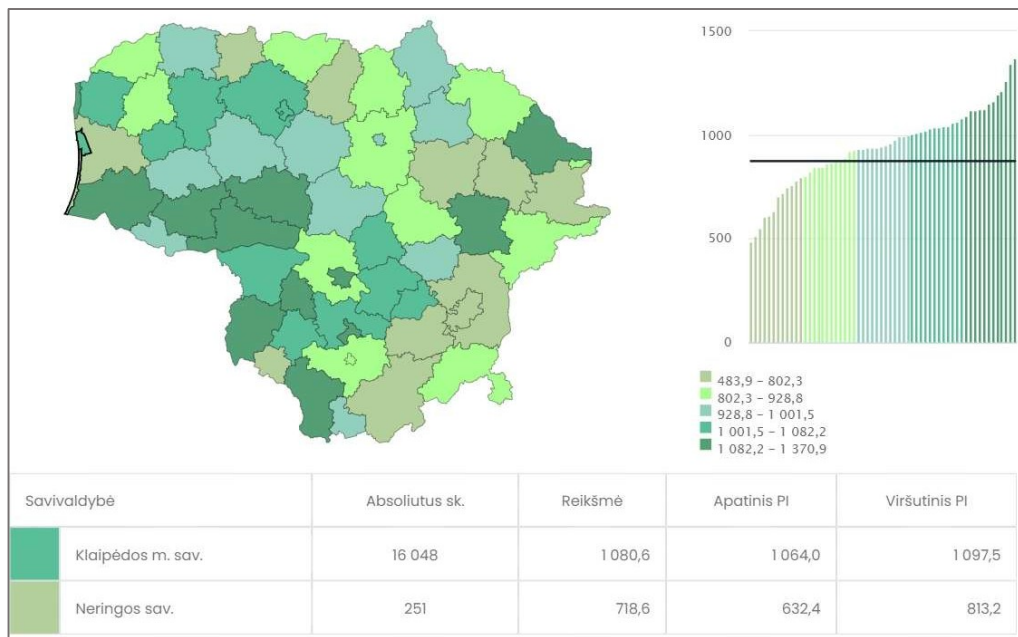 1500
1000
500
0
483,9 – 802,3
802,3 – 928,8
928,8 – 1 001,5
1 001,5 – 1 082,2
1 082,2 – 1 370,9
Savivaldybė Absoliutus sk. Reikšmė Apatinis PI Viršutinis PI
Klaipėdos m. sav. 16 048 1 080,6 1 064,0 1 097,5
Neringos sav. 251 718,6 632,4 813,2